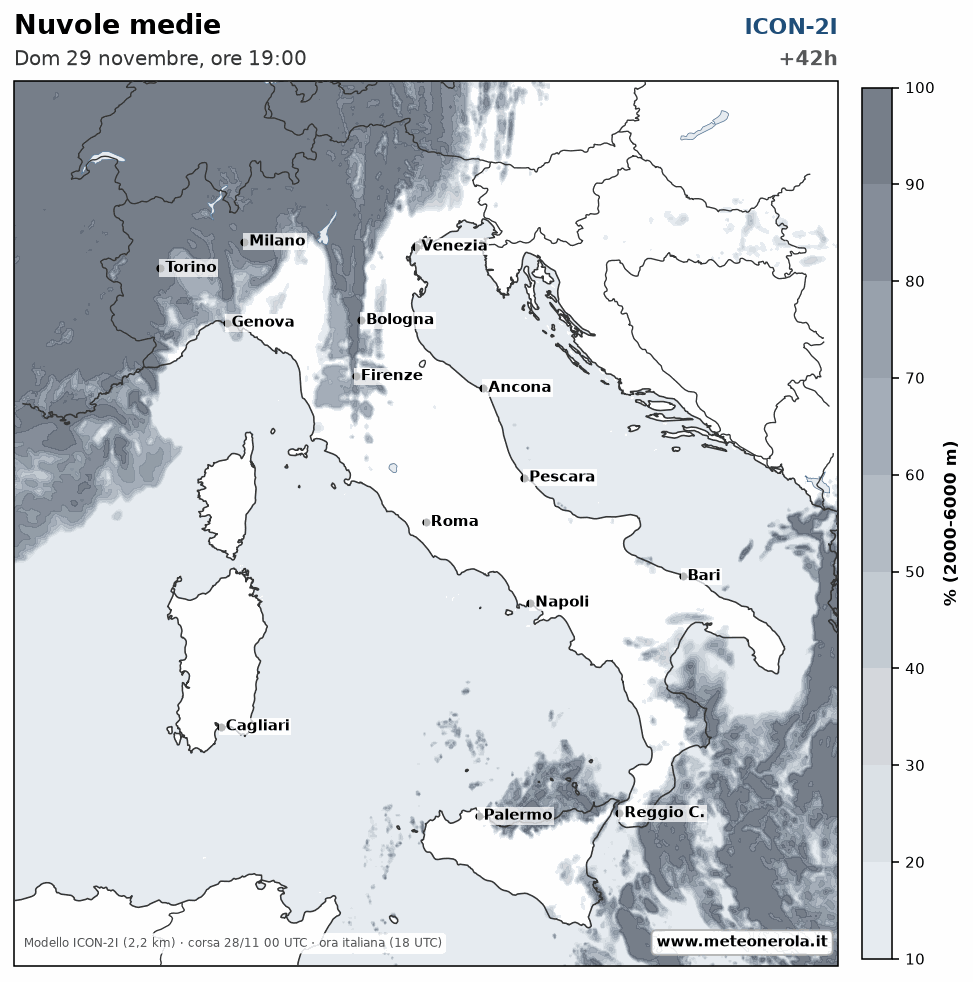 Nuvole medie
ICON-2I
Dom 29 novembre, ore 19:00
+42h
100
90
80
70
60
50
40
30
20
10
% (2000-6000 m)
Milano
Venezia
Torino
Genova
Bologna
Firenze
Ancona
Pescara
Roma
Bari
Napoli
Cagliari
Palermo
Reggio C.
Modello ICON-2I (2,2 km) · corsa 28/11 00 UTC · ora italiana (18 UTC)
www.meteonerola.it